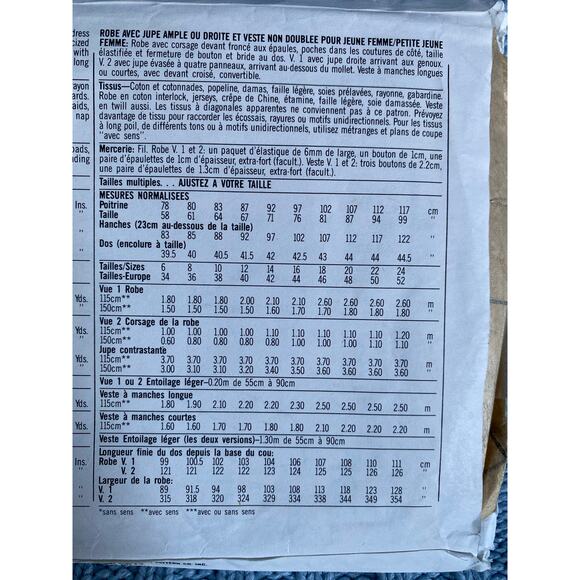 dress
cized
with
long
ROBE AVEC JUPE AMPLE OU DROITE ET VESTE NON DOUBLEE POUR JEUNE FEMME/PETITE JEUNE
FEMME: Robe avec corsage devant froncé aux épaules, poches dans les coutures de côté, taille
élastifiée et fermeture de bouton et bride au dos. V. 1 avec jupe droite arrivant aux genoux.
V. 2 avec jupe évasée à quatre panneaux, arrivant au-dessus du mollet. Veste à manches longues
ou courtes, avec devant croisé, convertible.
rayon
ards.
aids,
nap
Tissus—Coton et cotonnades, popeline, damas, faille légère, soies prélavées, rayonne, gabardine.
Robe en coton interlock, jerseys, crêpe de Chine, étamine, faille légère, soie damassée. Veste
en twill aussi. Les tissus à diagonales apparentes ne conviennent pas à ce patron. Prévoyez
davantage de tissu pour raccorder les écossais, rayures ou motifs unidirectionnels. Pour les tissus
à long poil, de différents tons ou à motifs unidirectionnels, utilisez métranges et plans de coupe
"avec sens".
pads,
nding
Mercerie: Fil. Robe V. 1 et 2: un paquet d'élastique de 6mm de large, un bouton de 1cm, une
paire d'épaulettes de 1cm d'épaisseur, extra-fort (facult.). Veste V. 1 et 2: trois boutons de 2.2cm,
une paire d'épaulettes de 1.3cm d'épaisseur, extra-fort (facult.).
Tailles multiples. . . AJUSTEZ A VOTRE TAILLE
MESURES NORMALISEES
Ins. Poitrine 78 80 83 87 92 97 102 107 112 117 cm
" Taille 58 61 64 67 71 76 81 87 94 99 "
Hanches (23cm au-dessous de la taille)
" 83 85 88 92 97 102 107 112 117 122 "
Dos (encolure à taille)
" 39.5 40 40.5 41.5 42 42.5 43 44 44 44.5 "
Tailles/Sizes 6 8 10 12 14 16 18 20 22 24
Tailles-Europe 34 36 38 40 42 44 46 48 50 52
Vue 1 Robe
Yds. 115cm** 1.80 1.80 1.80 2.00 2.10 2.10 2.60 2.60 2.60 2.60 m
" 150cm** 1.50 1.50 1.50 1.50 1.60 1.70 1.70 1.80 1.80 1.80 "
Vue 2 Corsage de la robe
Yds. 115cm** 1.00 1.00 1.00 1.10 1.10 1.10 1.10 1.10 1.10 1.20 m
" 150cm** 0.60 0.80 0.80 0.80 1.00 1.00 1.00 1.10 1.10 1.10 "
Jupe contrastante
Yds. 115cm** 3.70 3.70 3.70 3.70 3.70 3.70 3.70 3.70 3.70 3.70 m
" 150cm** 3.00 3.10 3.10 3.20 3.40 3.50 3.60 3.60 3.60 3.60 "
Vue 1 ou 2 Entoilage léger–0.20m de 55cm à 90cm
Veste à manches longue
Yds. 115cm** 1.80 1.90 2.10 2.20 2.20 2.30 2.50 2.50 2.50 2.50 m
Veste à manches courtes
Yds. 115cm** 1.60 1.60 1.70 1.70 1.70 1.80 2.10 2.20 2.20 2.20 m
Veste Entoilage léger (les deux versions)–1.30m de 55cm à 90cm
Longueur finie du dos depuis la base du cou:
Ins. Robe V. 1 99 100.5 102 103 104 106 107 108 110 111 cm
" V. 2 121 121 122 122 123 124 125 125 126 126 "
Largeur de la robe:
" V. 1 89 91.5 94 98 103 108 113 118 123 128 "
" V. 2 315 318 320 324 329 334 338 344 349 354 "
*sans sens **avec sens ***avec ou sans sens